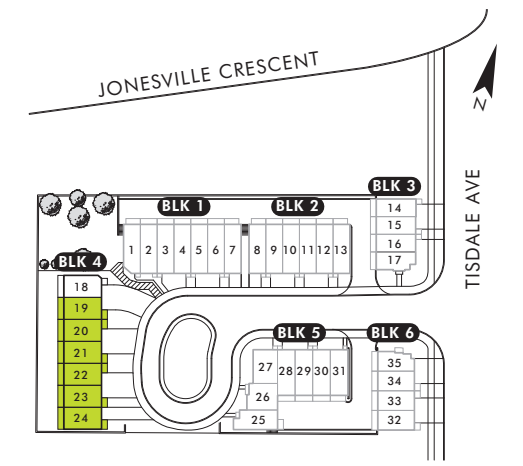 JONESVILLE CRESCENT
N
TISDALE AVE
BLK 1
BLK 2
BLK 3
14
15
16
17
1 2 3 4 5 6 7
8 9 10 11 12 13
BLK 4
18
19
20
21
22
23
24
BLK 5
27 28 29 30 31
26
25
BLK 6
35
34
33
32